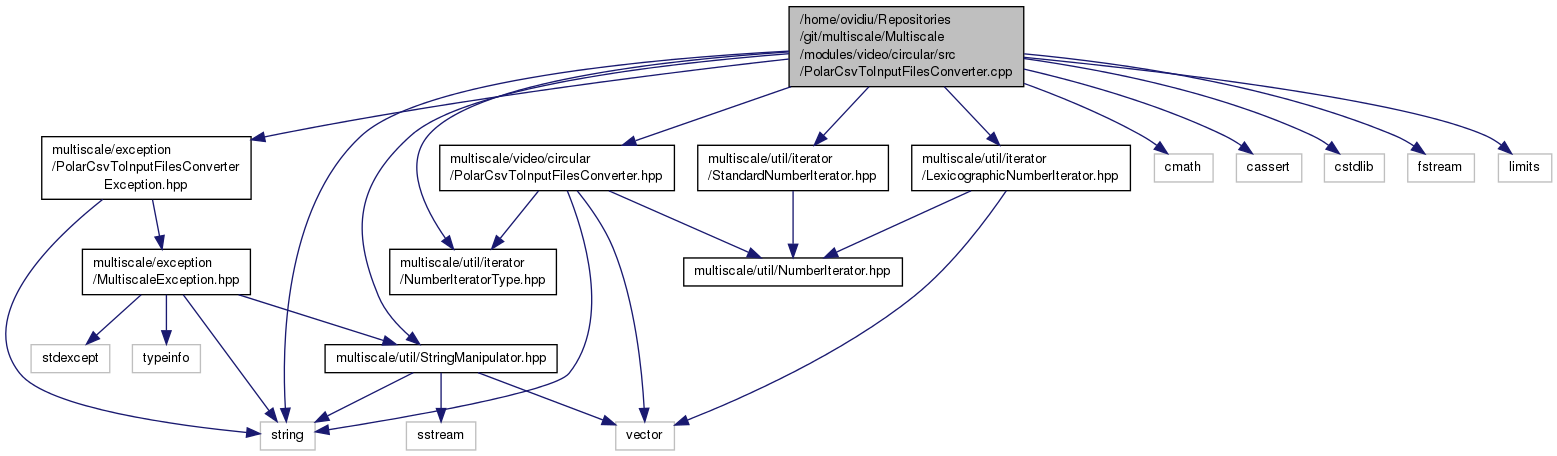 /home/ovidiu/Repositories
/git/multiscale/Multiscale
/modules/video/circular/src
/PolarCsvToInputFilesConverter.cpp
multiscale/exception
/PolarCsvToInputFilesConverter
Exception.hpp
multiscale/video/circular
/PolarCsvToInputFilesConverter.hpp
multiscale/util/iterator
/StandardNumberIterator.hpp
multiscale/util/iterator
/LexicographicNumberIterator.hpp
cmath
cassert
cstdlib
fstream
limits
multiscale/exception
/MultiscaleException.hpp
multiscale/util/iterator
/NumberIteratorType.hpp
multiscale/util/NumberIterator.hpp
stdexcept
typeinfo
multiscale/util/StringManipulator.hpp
string
sstream
vector